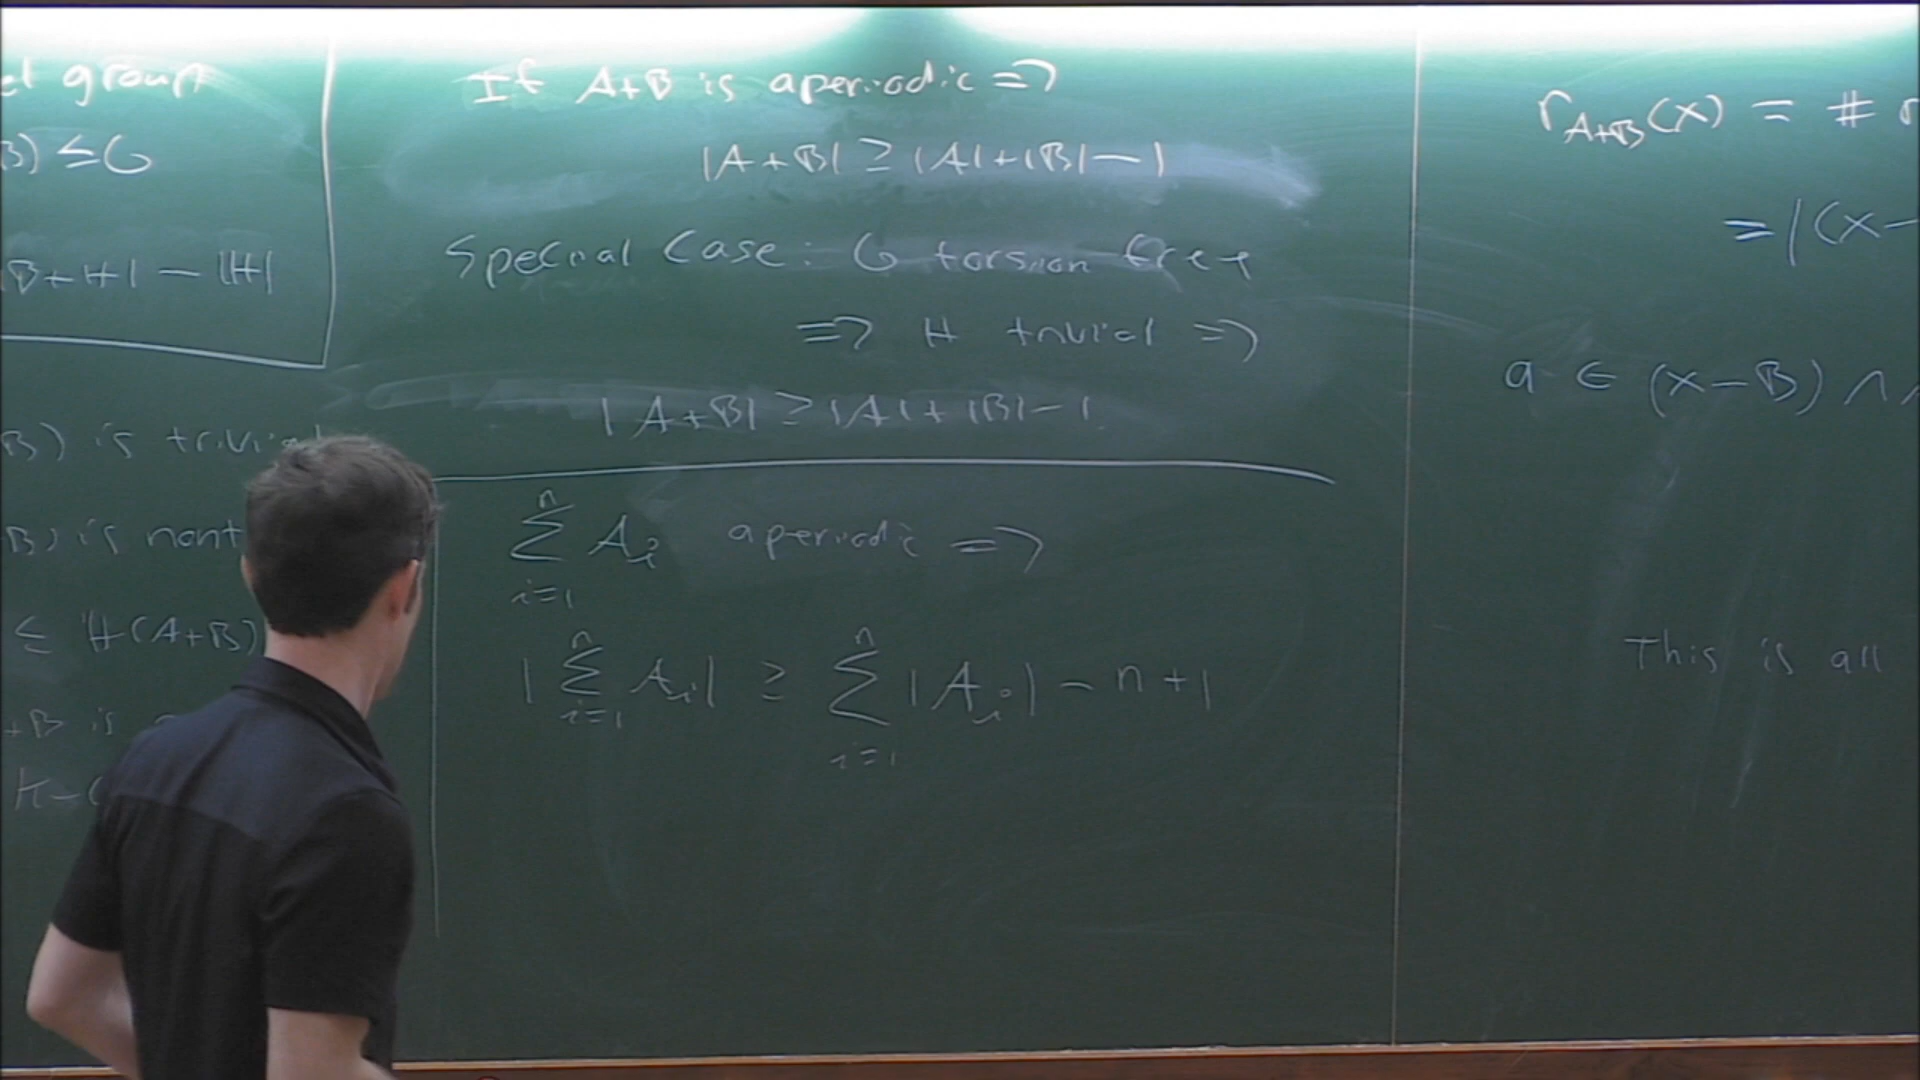 group
B) ≤ G
B+H| - |H|
B) is trivial
B) is nont
≤ H(A+B)
+B is
If A+B is aperiodic ⇒
|A+B| ≥ |A|+|B|-1
Special Case: G torsion free
⇒ H trivial ⇒
|A+B| ≥ |A|+|B|-1.
n
∑ A_i aperiodic ⇒
i=1
n n
|∑ A_i| ≥ ∑ |A_i| - n+1
i=1 i=1
r_{A+B}(x) = # r
= |(x-
a ∈ (x-B) ∩
This is all